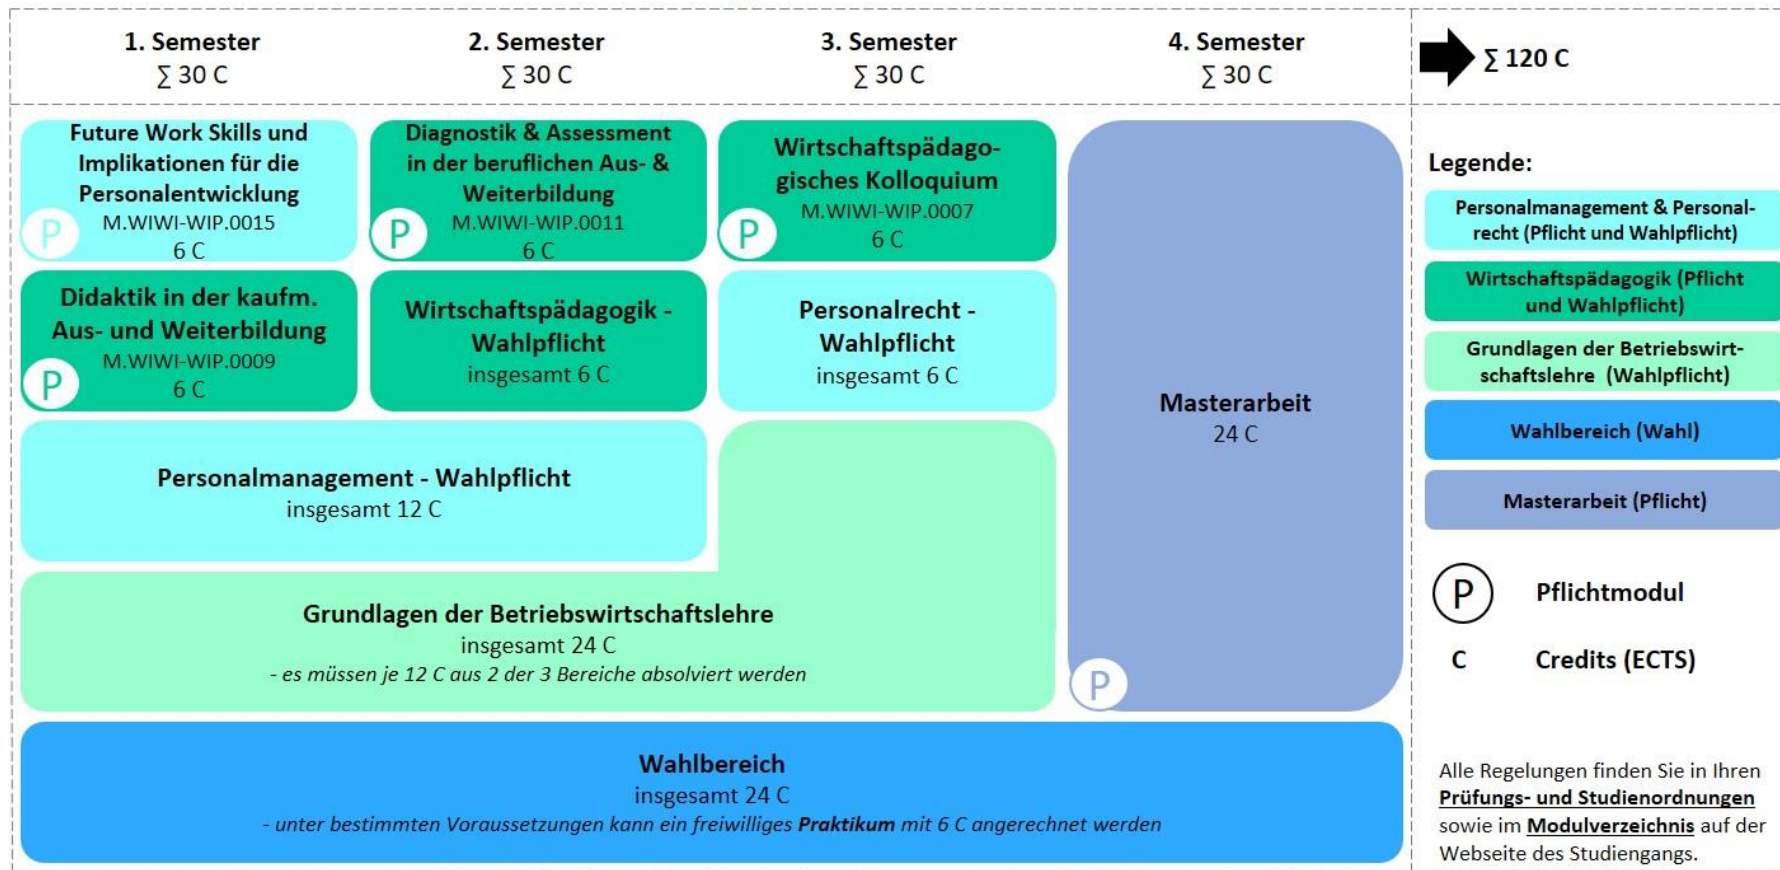 1. Semester
∑ 30 C
2. Semester
∑ 30 C
3. Semester
∑ 30 C
4. Semester
∑ 30 C
∑ 120 C
Future Work Skills und
Implikationen für die
Personalentwicklung
M.WIWI-WIP.0015
6 C
P
Diagnostik & Assessment
in der beruflichen Aus- &
Weiterbildung
M.WIWI-WIP.0011
6 C
P
Wirtschaftspädago-
gisches Kolloquium
M.WIWI-WIP.0007
6 C
P
Didaktik in der kaufm.
Aus- und Weiterbildung
M.WIWI-WIP.0009
6 C
P
Wirtschaftspädagogik -
Wahlpflicht
insgesamt 6 C
Personalrecht -
Wahlpflicht
insgesamt 6 C
Masterarbeit
24 C
P
Personalmanagement - Wahlpflicht
insgesamt 12 C
Grundlagen der Betriebswirtschaftslehre
insgesamt 24 C
- es müssen je 12 C aus 2 der 3 Bereiche absolviert werden
Wahlbereich
insgesamt 24 C
- unter bestimmten Voraussetzungen kann ein freiwilliges Praktikum mit 6 C angerechnet werden
Legende:
Personalmanagement & Personal-
recht (Pflicht und Wahlpflicht)
Wirtschaftspädagogik (Pflicht
und Wahlpflicht)
Grundlagen der Betriebswirt-
schaftslehre (Wahlpflicht)
Wahlbereich (Wahl)
Masterarbeit (Pflicht)
P Pflichtmodul
C Credits (ECTS)
Alle Regelungen finden Sie in Ihren
Prüfungs- und Studienordnungen
sowie im Modulverzeichnis auf der
Webseite des Studiengangs.